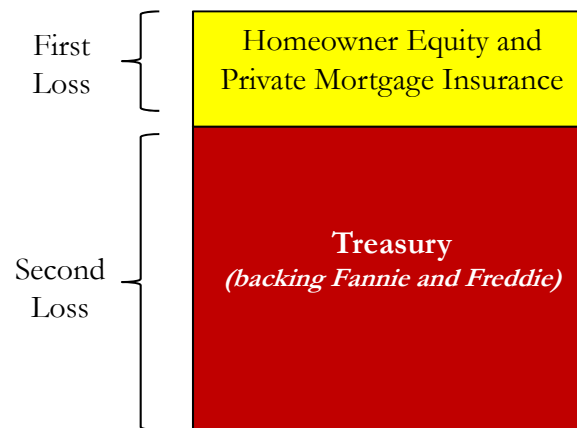 First
Loss
Homeowner Equity and
Private Mortgage Insurance
Second
Loss
Treasury
(backing Fannie and Freddie)